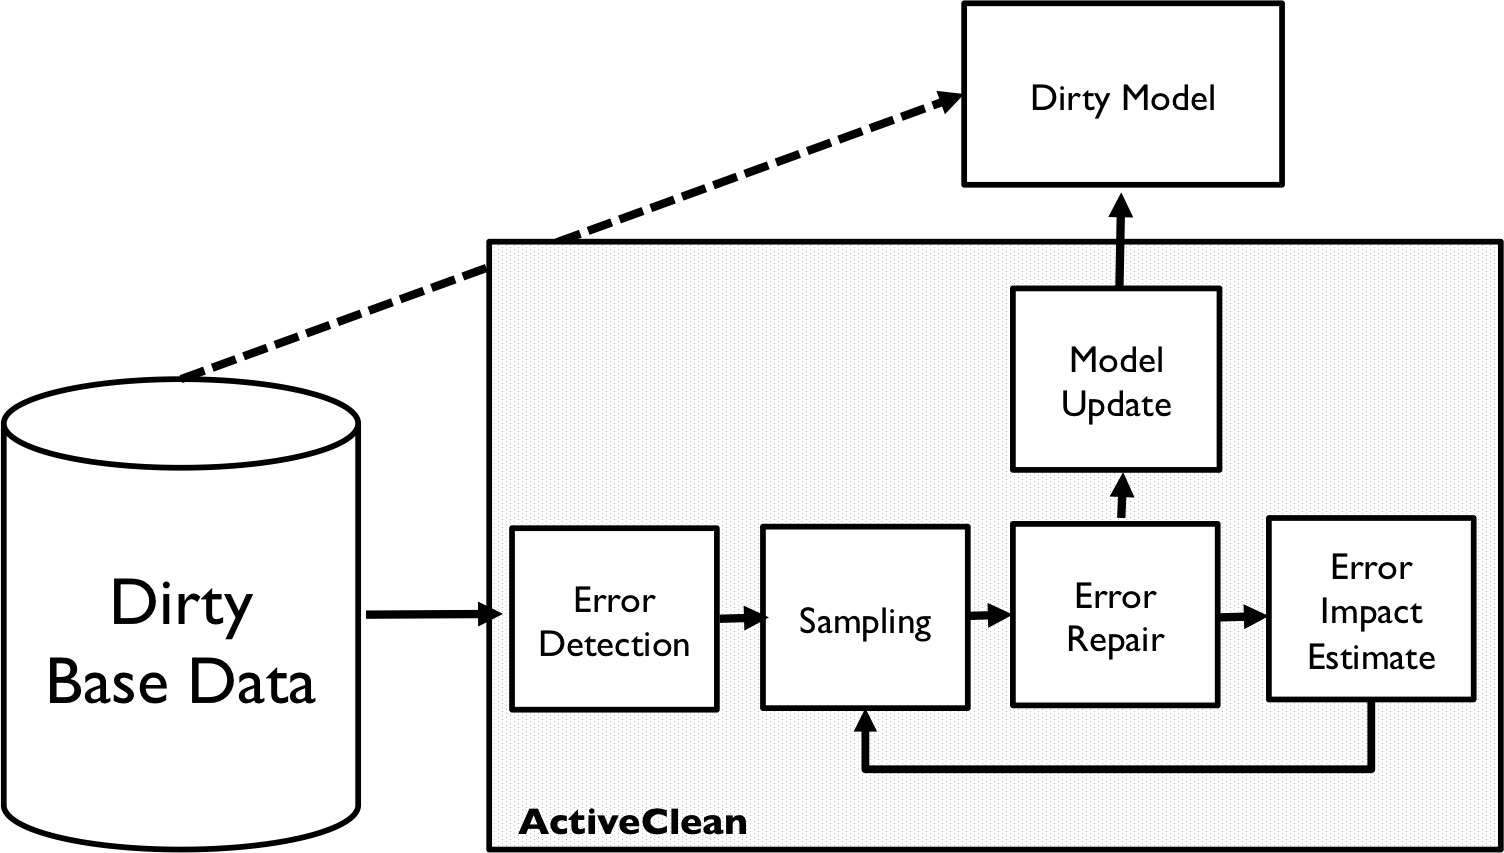 Dirty Model
Model
Update
Error
Detection
Sampling
Error
Repair
Error
Impact
Estimate
Dirty
Base Data
ActiveClean